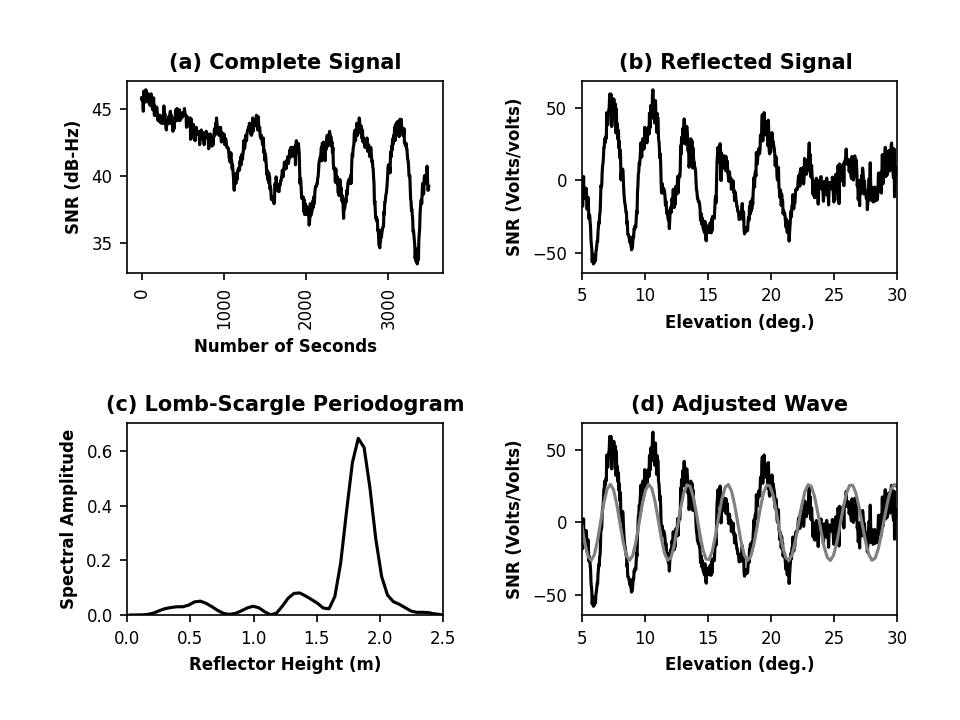 (a) Complete Signal
SNR (dB-Hz)
45
40
35
0
1000
2000
3000
Number of Seconds
(b) Reflected Signal
SNR (Volts/volts)
50
0
−50
5 10 15 20 25 30
Elevation (deg.)
(c) Lomb-Scargle Periodogram
Spectral Amplitude
0.6
0.4
0.2
0.0
0.0 0.5 1.0 1.5 2.0 2.5
Reflector Height (m)
(d) Adjusted Wave
SNR (Volts/Volts)
50
0
−50
5 10 15 20 25 30
Elevation (deg.)